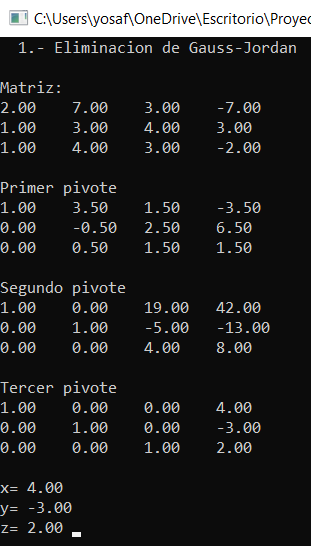 C:\Users\yosaf\OneDrive\Escritorio\Proyec
1.- Eliminacion de Gauss-Jordan
Matriz:
2.00 7.00 3.00 -7.00
1.00 3.00 4.00 3.00
1.00 4.00 3.00 -2.00
Primer pivote
1.00 3.50 1.50 -3.50
0.00 -0.50 2.50 6.50
0.00 0.50 1.50 1.50
Segundo pivote
1.00 0.00 19.00 42.00
0.00 1.00 -5.00 -13.00
0.00 0.00 4.00 8.00
Tercer pivote
1.00 0.00 0.00 4.00
0.00 1.00 0.00 -3.00
0.00 0.00 1.00 2.00
x= 4.00
y= -3.00
z= 2.00